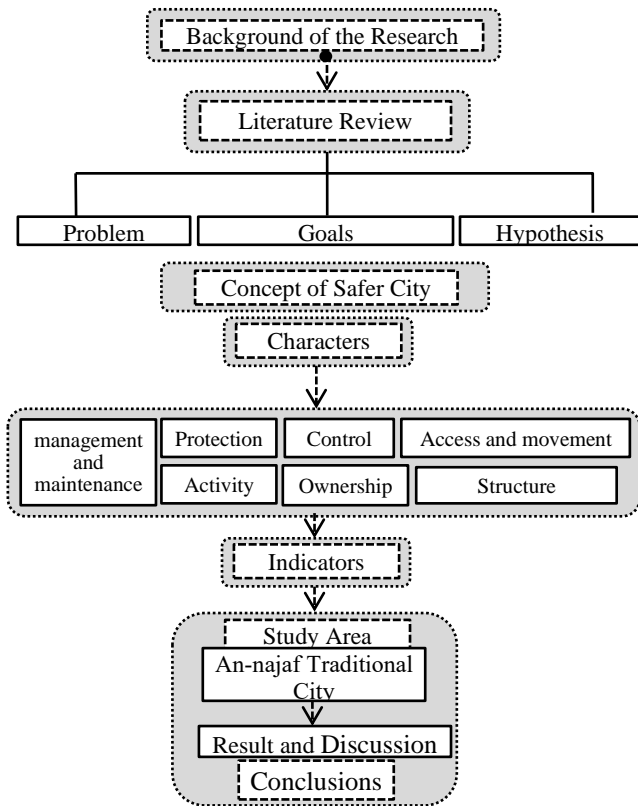 Background of the Research
Literature Review
Problem
Goals
Hypothesis
Concept of Safer City
Characters
management
and
maintenance
Protection
Control
Access and movement
Activity
Ownership
Structure
Indicators
Study Area
An-najaf Traditional
City
Result and Discussion
Conclusions